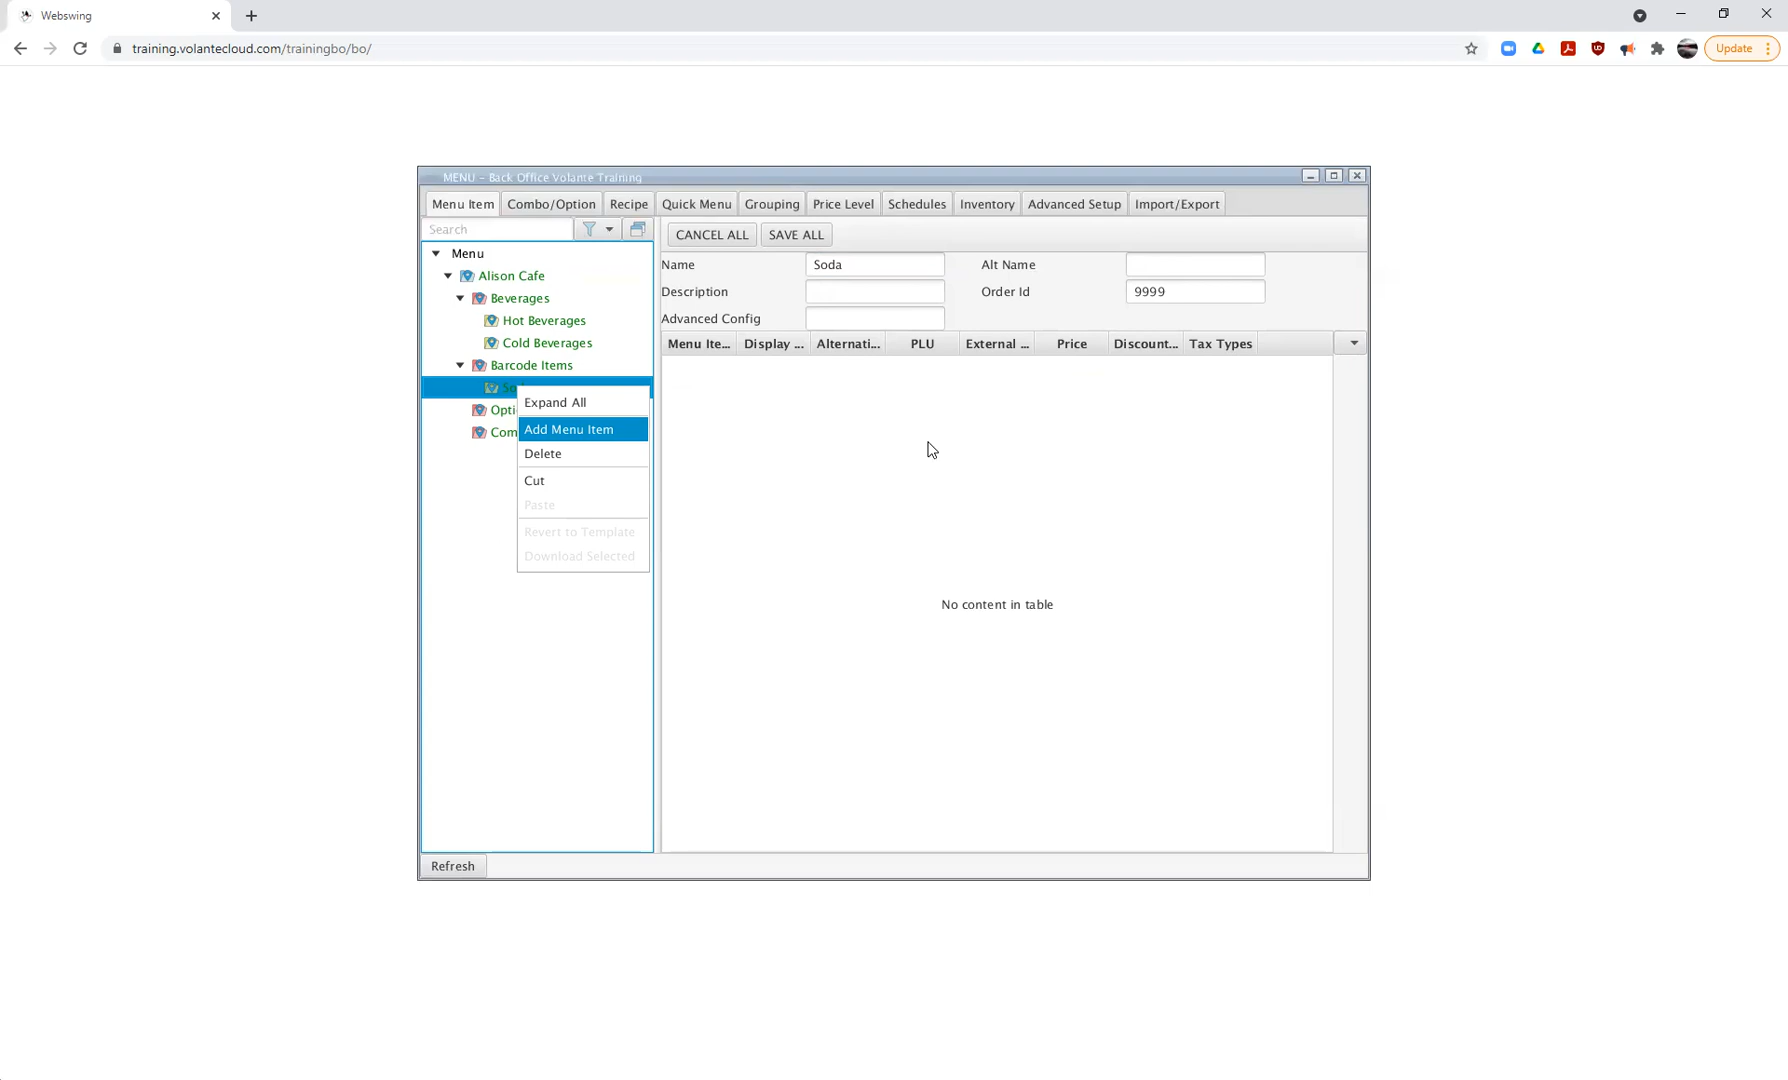 Webswing
training.volantecloud.com/trainingbo/bo/
Update
MENU - Back Office Volante Training
Menu Item Combo/Option Recipe Quick Menu Grouping Price Level Schedules Inventory Advanced Setup Import/Export
Search
CANCEL ALL SAVE ALL
Menu
Alison Cafe
Beverages
Hot Beverages
Cold Beverages
Barcode Items
Opti
Com
Expand All
Add Menu Item
Delete
Cut
Paste
Revert to Template
Download Selected
Name Soda Alt Name
Description Order Id 9999
Advanced Config
Menu Ite... Display ... Alternati... PLU External ... Price Discount... Tax Types
No content in table
Refresh